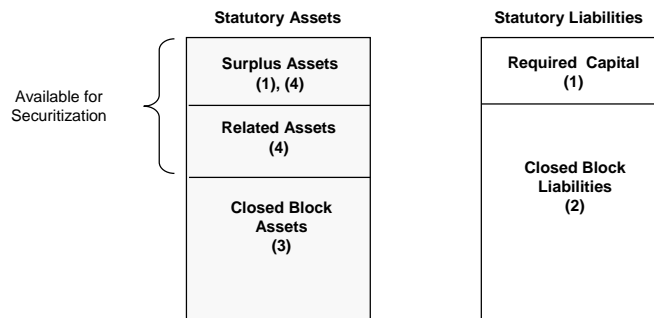 Statutory Assets
Statutory Liabilities
Surplus Assets
(1), (4)
Required Capital
(1)
Available for
Securitization
Related Assets
(4)
Closed Block
Assets
(3)
Closed Block
Liabilities
(2)